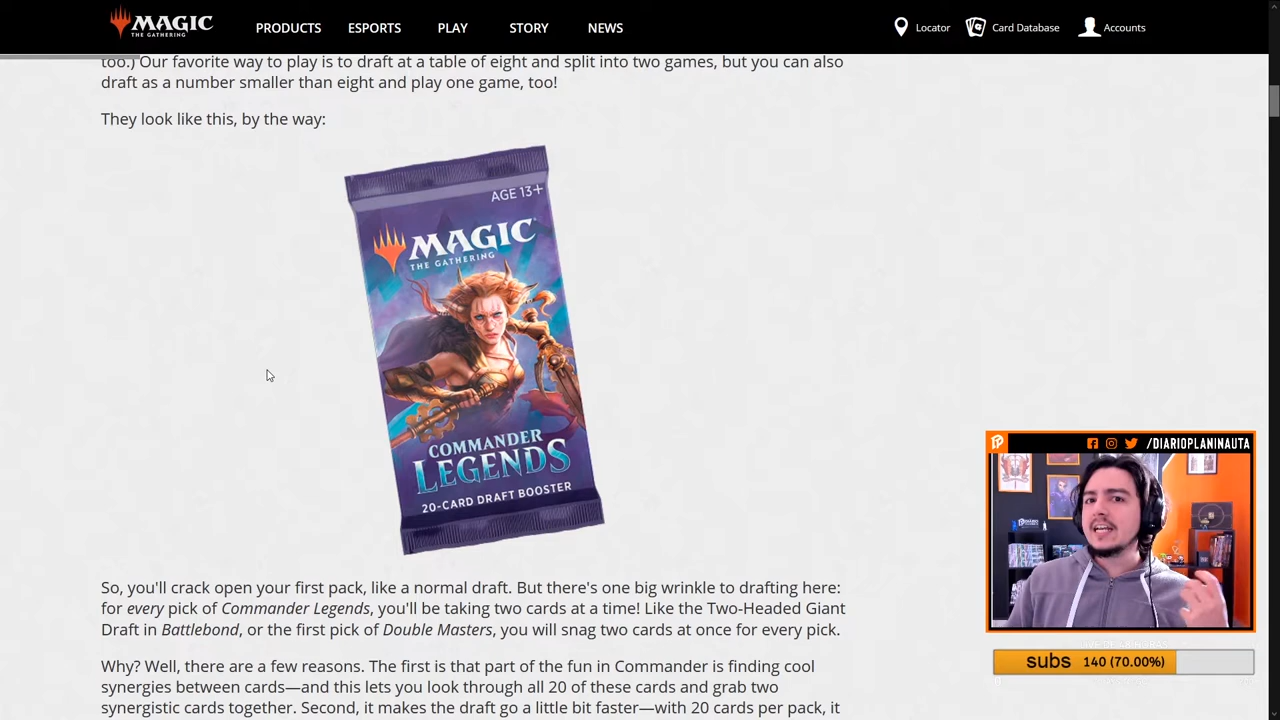 MAGIC
THE GATHERING
PRODUCTS
ESPORTS
PLAY
STORY
NEWS
Locator
Card Database
Accounts
too.) Our favorite way to play is to draft at a table of eight and split into two games, but you can also
draft as a number smaller than eight and play one game, too!
They look like this, by the way:
AGE 13+
MAGIC
THE GATHERING
COMMANDER
LEGENDS
20-CARD DRAFT BOOSTER
/DIARIOPLANINAUTA
subs 140 (70.00%)
So, you'll crack open your first pack, like a normal draft. But there's one big wrinkle to drafting here:
for every pick of Commander Legends, you'll be taking two cards at a time! Like the Two-Headed Giant
Draft in Battlebond, or the first pick of Double Masters, you will snag two cards at once for every pick.
Why? Well, there are a few reasons. The first is that part of the fun in Commander is finding cool
synergies between cards—and this lets you look through all 20 of these cards and grab two
synergistic cards together. Second, it makes the draft go a little bit faster—with 20 cards per pack, it